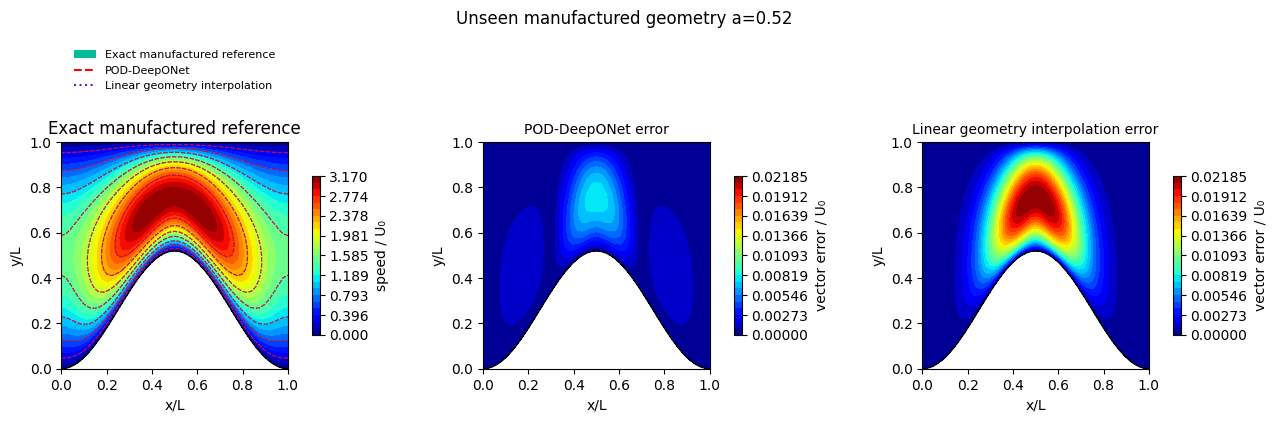 Unseen manufactured geometry a=0.52
Exact manufactured reference
POD-DeepONet
Linear geometry interpolation
Exact manufactured reference
1.0
0.8
0.6
0.4
0.2
0.0
y/L
0.0 0.2 0.4 0.6 0.8 1.0
x/L
3.170
2.774
2.378
1.981
1.585
1.189
0.793
0.396
0.000
speed / U₀
POD-DeepONet error
1.0
0.8
0.6
0.4
0.2
0.0
y/L
0.0 0.2 0.4 0.6 0.8 1.0
x/L
0.02185
0.01912
0.01639
0.01366
0.01093
0.00819
0.00546
0.00273
0.00000
vector error / U₀
Linear geometry interpolation error
1.0
0.8
0.6
0.4
0.2
0.0
y/L
0.0 0.2 0.4 0.6 0.8 1.0
x/L
0.02185
0.01912
0.01639
0.01366
0.01093
0.00819
0.00546
0.00273
0.00000
vector error / U₀